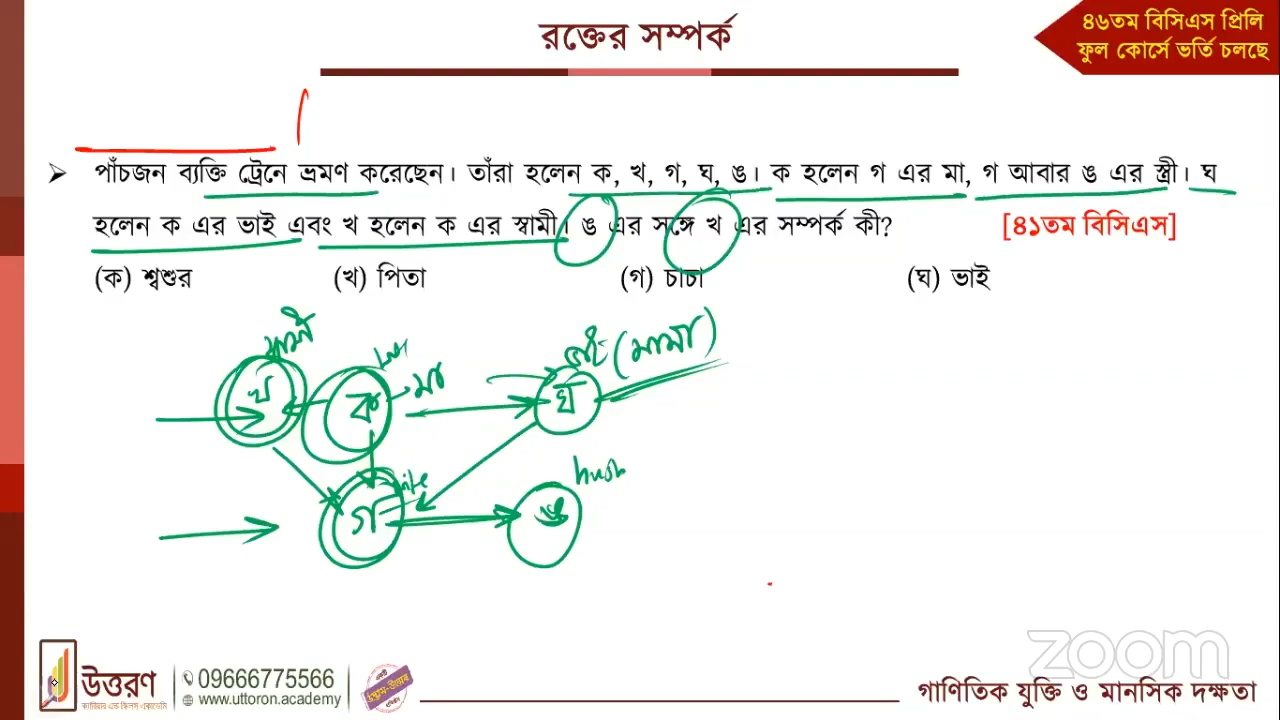 রক্তের সম্পর্ক
৪৬তম বিসিএস প্রিলি
ফুল কোর্সে ভর্তি চলছে
➢ পাঁচজন ব্যক্তি ট্রেনে ভ্রমণ করেছেন। তাঁরা হলেন ক, খ, গ, ঘ, ঙ। ক হলেন গ এর মা, গ আবার ঙ এর স্ত্রী। ঘ
হলেন ক এর ভাই এবং খ হলেন ক এর স্বামী। ঙ এর সঙ্গে খ এর সম্পর্ক কী? [৪১তম বিসিএস]
(ক) শ্বশুর (খ) পিতা (গ) চাচা (ঘ) ভাই
স্বামী (মামা)
খ ক মা ঘ
গ ঙ
zoom
উত্তরণ
09666775566
www.uttoron.academy
গাণিতিক যুক্তি ও মানসিক দক্ষতা